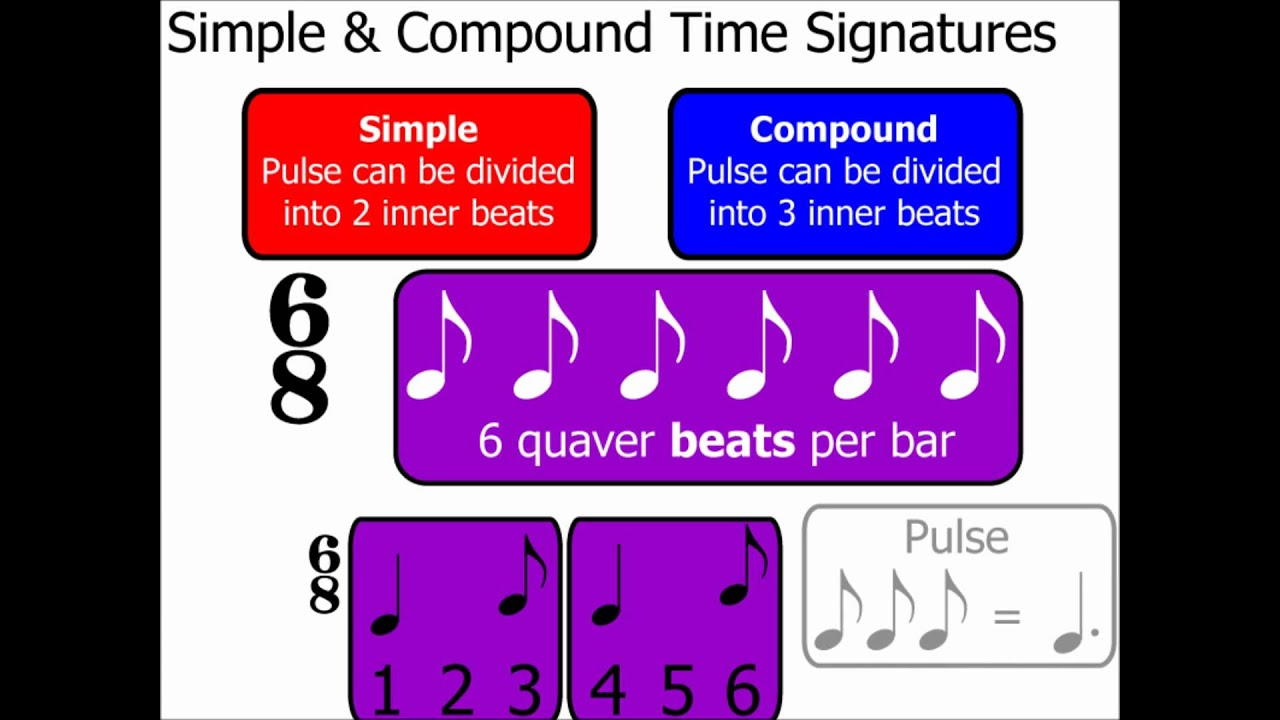 Simple & Compound Time Signatures
Simple
Pulse can be divided
into 2 inner beats
Compound
Pulse can be divided
into 3 inner beats
6
8
6 quaver beats per bar
6
8
1 2 3 4 5 6
Pulse
=